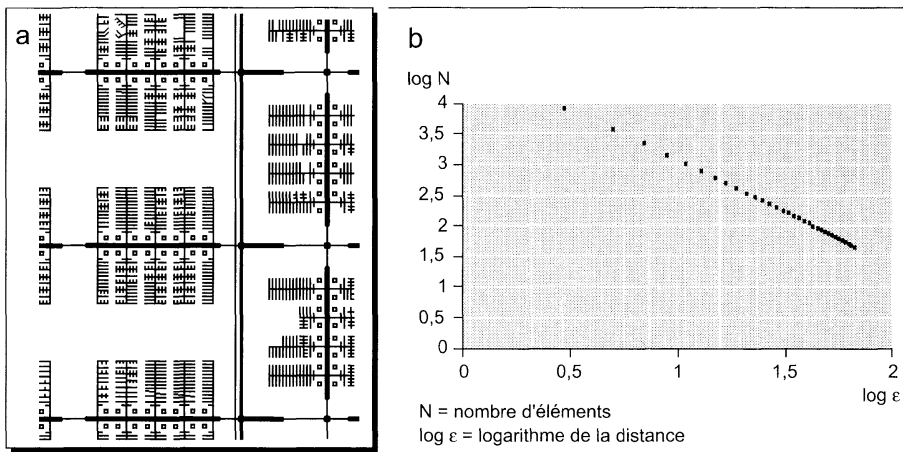 a
b
log N
4
3,5
3
2,5
2
1,5
1
0,5
0
0
0,5
1
1,5
2
log ε
N = nombre d'éléments
log ε = logarithme de la distance